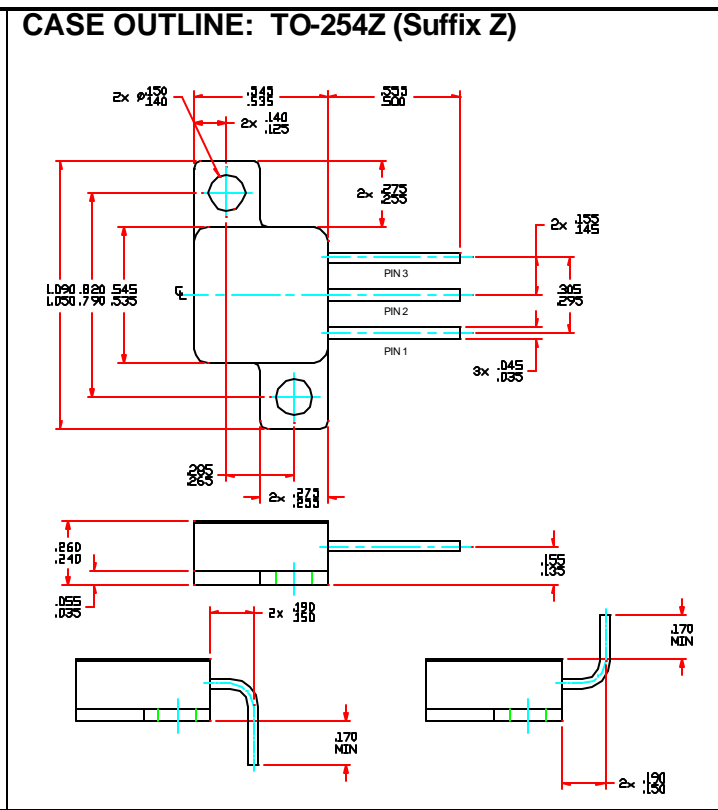 CASE OUTLINE: TO-254Z (Suffix Z)
2x ø .150
.140
.545
.535
.555
.500
2x .140
.125
2x .275
.255
2x .155
.145
1.090 .820 .545
1.050 .790 .535
℄
PIN 3
PIN 2
PIN 1
.305
.295
3x .045
.035
.285
.265
2x .275
.255
.260
.240
.055
.035
.155
.135
2x .190
.150
.170
MIN
.170
MIN
2x .190
.150